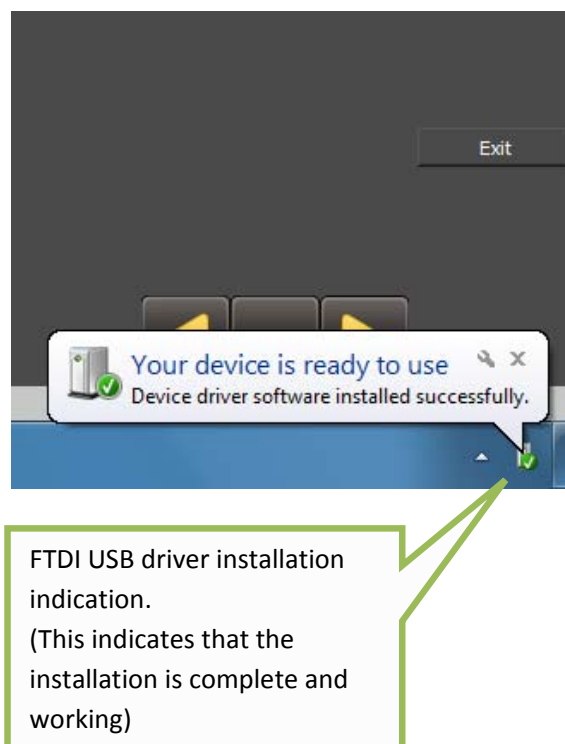 Exit
Your device is ready to use
Device driver software installed successfully.
FTDI USB driver installation
indication.
(This indicates that the
installation is complete and
working)